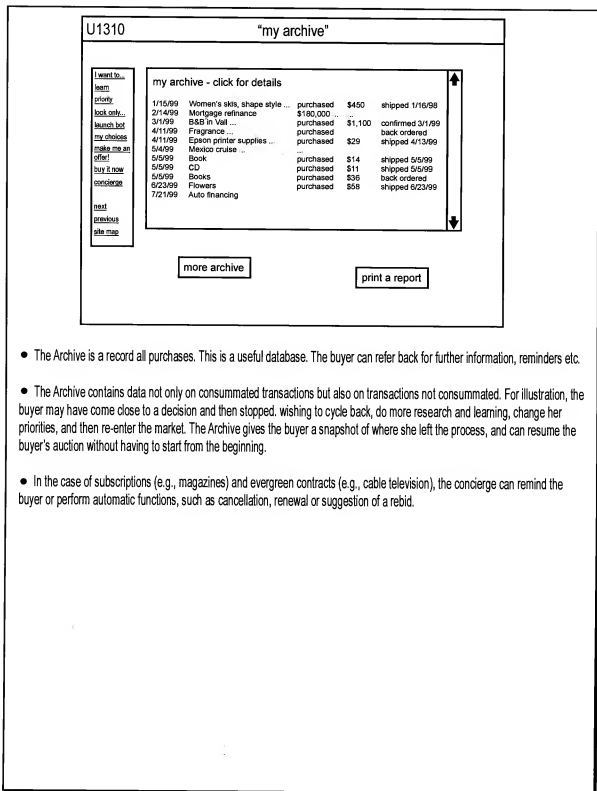 U1310 "my archive"
I want to...
learn
priority
look only...
launch bot
my choices
make me an
offer!
buy it now
concierge
next
previous
site map
my archive - click for details
1/15/99 Women's skis, shape style ... purchased $450 shipped 1/16/98
2/14/99 Mortgage refinance $180,000 ... ...
3/1/99 B&B in Vail ... purchased $1,100 confirmed 3/1/99
4/11/99 Fragrance ... purchased back ordered
4/11/99 Epson printer supplies ... purchased $29 shipped 4/13/99
5/4/99 Mexico cruise ... ...
5/5/99 Book purchased $14 shipped 5/5/99
5/5/99 CD purchased $11 shipped 5/5/99
5/5/99 Books purchased $36 back ordered
6/23/99 Flowers purchased $58 shipped 6/23/99
7/21/99 Auto financing
more archive
print a report
● The Archive is a record all purchases. This is a useful database. The buyer can refer back for further information, reminders etc.
● The Archive contains data not only on consummated transactions but also on transactions not consummated. For illustration, the
buyer may have come close to a decision and then stopped. wishing to cycle back, do more research and learning, change her
priorities, and then re-enter the market. The Archive gives the buyer a snapshot of where she left the process, and can resume the
buyer's auction without having to start from the beginning.
● In the case of subscriptions (e.g., magazines) and evergreen contracts (e.g., cable television), the concierge can remind the
buyer or perform automatic functions, such as cancellation, renewal or suggestion of a rebid.